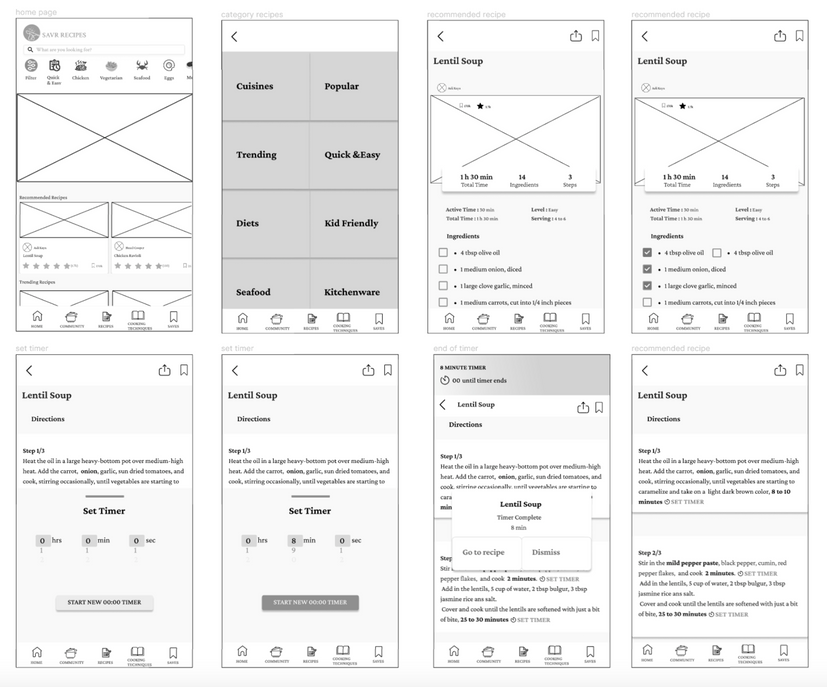 home page
SAVR RECIPES
What are you looking for?
Filter
Quick & Easy
Chicken
Vegetarian
Seafood
Eggs
Recommended Recipes
Lentil Soup
Chicken Ravioli
Trending Recipes
HOME
COMMUNITY
RECIPES
COOKING TECHNIQUES
SAVES
category recipes
Cuisines
Popular
Trending
Quick &Easy
Diets
Kid Friendly
Seafood
Kitchenware
HOME
COMMUNITY
RECIPES
COOKING TECHNIQUES
SAVES
recommended recipe
Lentil Soup
1 h 30 min
Total Time
14
Ingredients
3
Steps
Active Time : 30 min
Total Time : 1 h 30 min
Level : Easy
Serving : 4 to 6
Ingredients
• 4 tbsp olive oil
• 1 medium onion, diced
• 1 large clove garlic, minced
• 1 medium carrots, cut into 1/4 inch pieces
HOME
COMMUNITY
RECIPES
COOKING TECHNIQUES
SAVES
recommended recipe
Lentil Soup
1 h 30 min
Total Time
14
Ingredients
3
Steps
Active Time : 30 min
Total Time : 1 h 30 min
Level : Easy
Serving : 4 to 6
Ingredients
• 4 tbsp olive oil
• 4 tbsp olive oil
• 1 medium onion, diced
• 1 large clove garlic, minced
• 1 medium carrots, cut into 1/4 inch pieces
HOME
COMMUNITY
RECIPES
COOKING TECHNIQUES
SAVES
set timer
Lentil Soup
Directions
Step 1/3
Heat the oil in a large heavy-bottom pot over medium-high
heat. Add the carrot, onion, garlic, sun dried tomatoes, and
cook, stirring occasionally, until vegetables are starting to
Set Timer
0 hrs 0 min 0 sec
1 1 1
START NEW 00:00 TIMER
HOME
COMMUNITY
RECIPES
COOKING TECHNIQUES
SAVES
set timer
Lentil Soup
Directions
Step 1/3
Heat the oil in a large heavy-bottom pot over medium-high
heat. Add the carrot, onion, garlic, sun dried tomatoes, and
cook, stirring occasionally, until vegetables are starting to
Set Timer
0 hrs 8 min 0 sec
1 9 1
START NEW 00:00 TIMER
HOME
COMMUNITY
RECIPES
COOKING TECHNIQUES
SAVES
end of timer
8 MINUTE TIMER
00 until timer ends
Lentil Soup
Directions
Step 1/3
Heat the oil in a large heavy-bottom pot over medium-high
heat. Add the carrot, onion, garlic, sun dried tomatoes, and
cook, stirring occasionally, until vegetables are starting to
Lentil Soup
Timer Complete
8 min
Go to recipe
Dismiss
pepper flakes, and cook 2 minutes. SET TIMER
Add in the lentils, 5 cup of water, 2 tbsp bulgur, 3 tbsp
jasmine rice ans salt.
Cover and cook until the lentils are softened with just a bit
of bite, 25 to 30 minutes SET TIMER
HOME
COMMUNITY
RECIPES
COOKING TECHNIQUES
SAVES
recommended recipe
Lentil Soup
Directions
Step 1/3
Heat the oil in a large heavy-bottom pot over medium-high
heat. Add the carrot, onion, garlic, sun dried tomatoes, and
cook, stirring occasionally, until vegetables are starting to
caramelize and take on a light dark brown color, 8 to 10
minutes SET TIMER
Step 2/3
Stir in the mild pepper paste, black pepper, cumin, red
pepper flakes, and cook 2 minutes. SET TIMER
Add in the lentils, 5 cup of water, 2 tbsp bulgur, 3 tbsp
jasmine rice ans salt.
Cover and cook until the lentils are softened with just a bit
of bite, 25 to 30 minutes SET TIMER
HOME
COMMUNITY
RECIPES
COOKING TECHNIQUES
SAVES